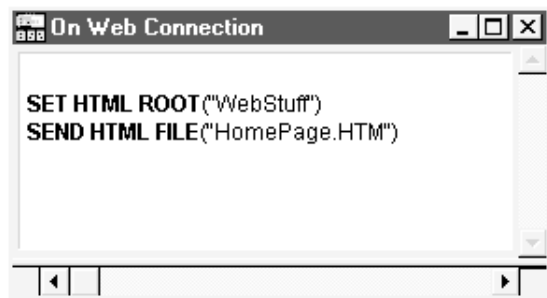 On Web Connection
SET HTML ROOT("WebStuff")
SEND HTML FILE("HomePage.HTM")